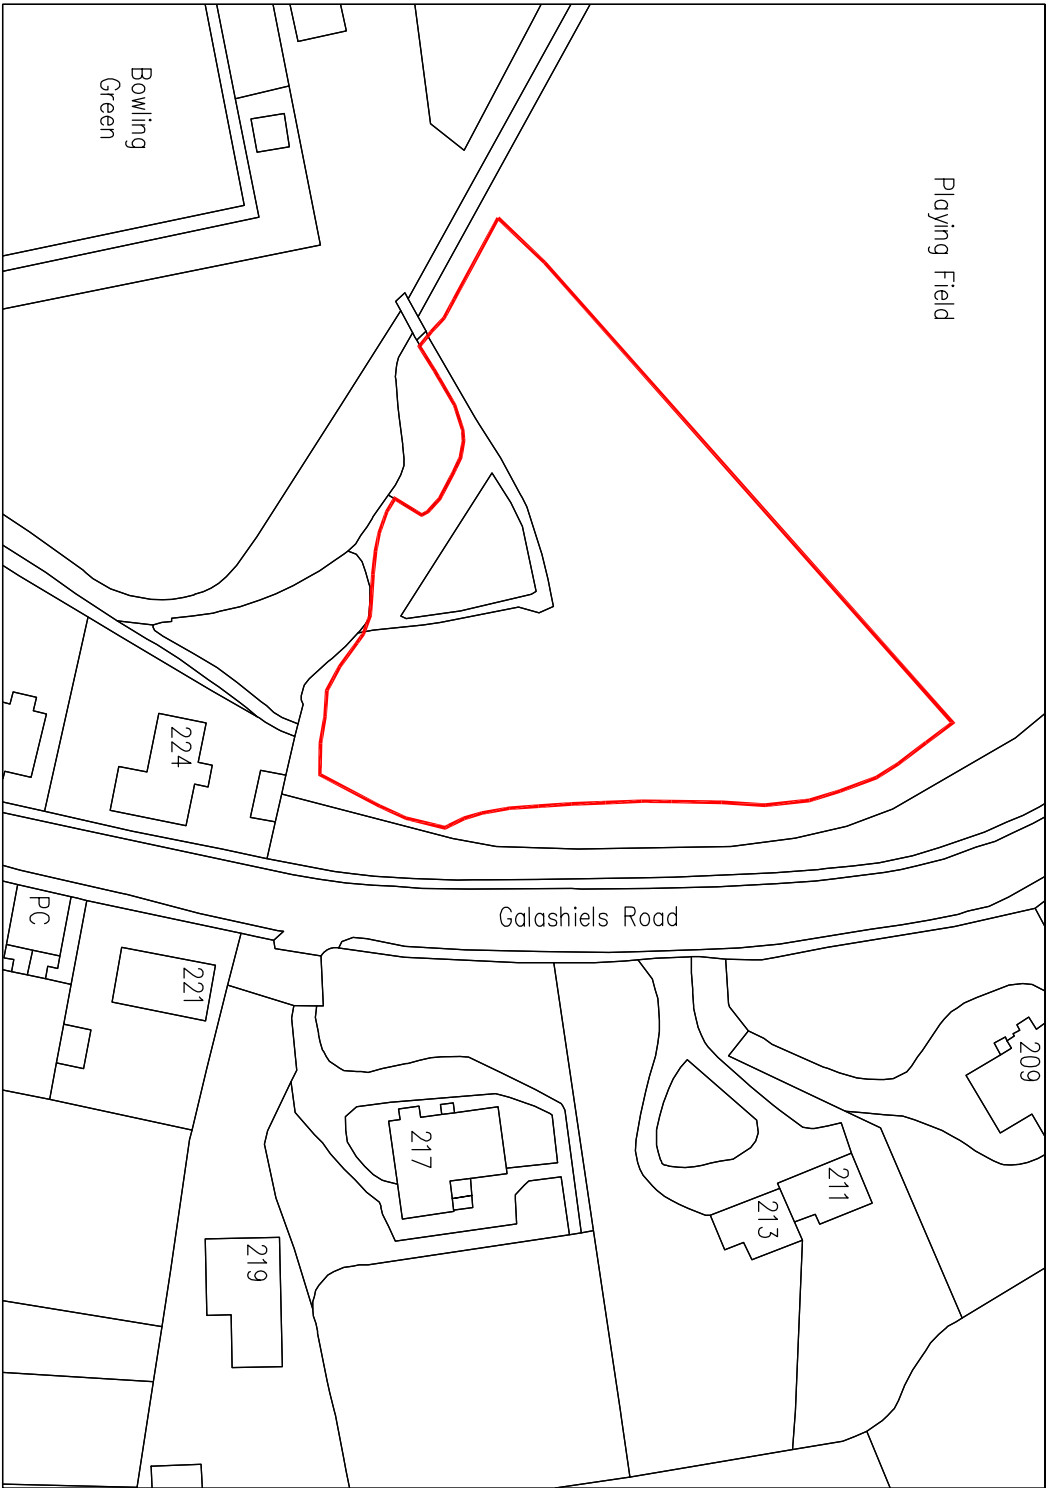 Bowling
Green
Playing Field
224
Galashiels Road
PC
221
209
217
211
213
219